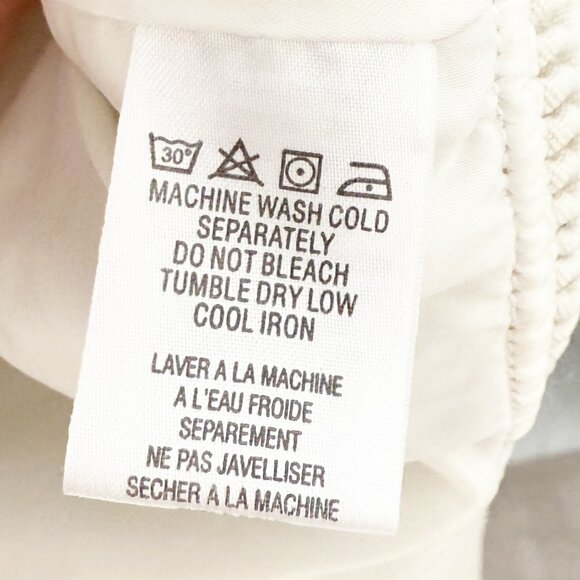 30°
MACHINE WASH COLD
SEPARATELY
DO NOT BLEACH
TUMBLE DRY LOW
COOL IRON
LAVER A LA MACHINE
A L'EAU FROIDE
SEPAREMENT
NE PAS JAVELLISER
SECHER A LA MACHINE